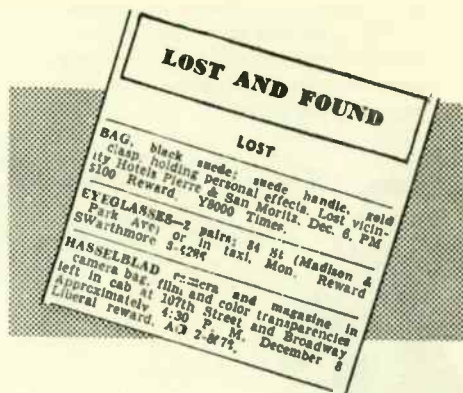 LOST AND FOUND
LOST
BAG, black suede; suede handle, gold
clasp, holding personal effects. Lost vicin-
ity Hotels Pierre & San Moritz, Dec. 6, PM
$100 Reward. Y8000 Times.
EYEGLASSES—2 pairs; 84 St (Madison &
Park Ave) or in taxi, Mon. Reward
SWarthmore
HASSELBLAD camera and magazine in
camera bag, film and color transparencies
left in cab at 107th Street and Broadway
Approximately 4:30 P. M. December 8
Liberal reward.